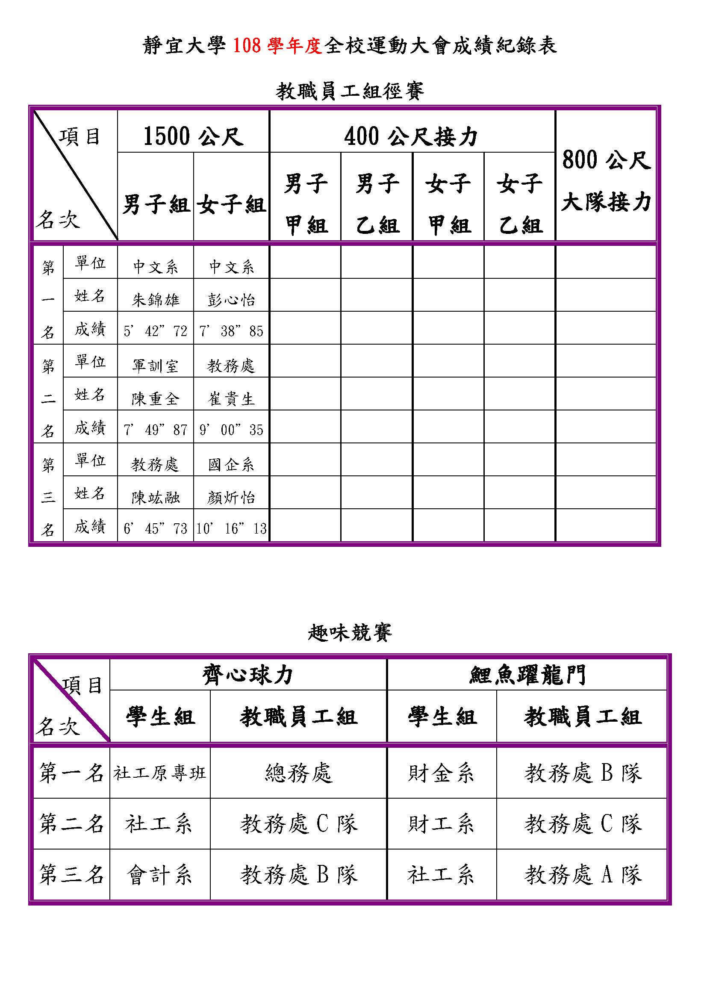 靜宜大學 108 學年度全校運動大會成績紀錄表
教職員工組徑賽
項目 1500 公尺 400 公尺接力 800 公尺
大隊接力
名次 男子組 女子組 男子 男子 女子 女子
甲組 乙組 甲組 乙組
第一名 單位 中文系 中文系
姓名 朱錦雄 彭心怡
成績 5’ 42”72 7’ 38”85
第二名 單位 軍訓室 教務處
姓名 陳重全 崔貴生
成績 7’ 49”87 9’ 00”35
第三名 單位 教務處 國企系
姓名 陳竑融 顏炘怡
成績 6’ 45”73 10’ 16”13
趣味競賽
項目 齊心球力 鯉魚躍龍門
名次 學生組 教職員工組 學生組 教職員工組
第一名 社工原專班 總務處 財金系 教務處 B 隊
第二名 社工系 教務處 C 隊 財工系 教務處 C 隊
第三名 會計系 教務處 B 隊 社工系 教務處 A 隊